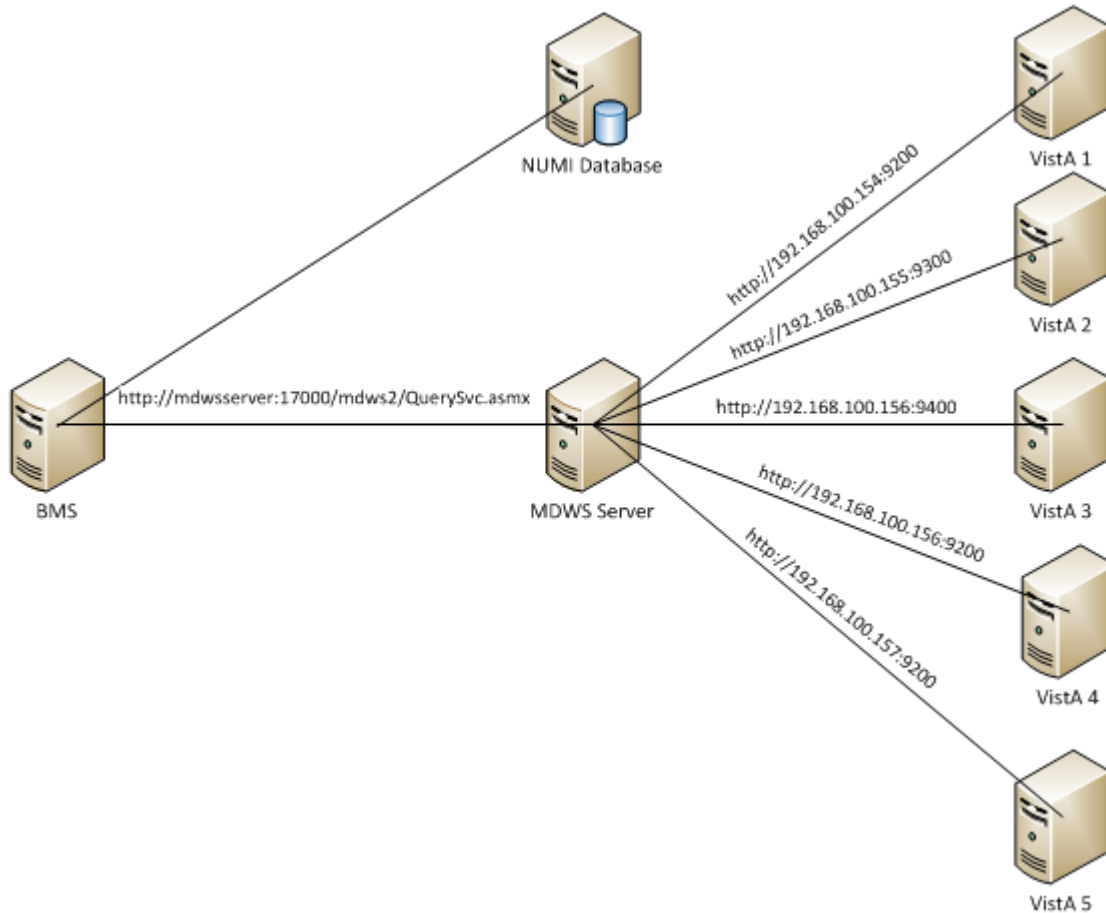 NUMI Database
VistA 1
http://192.168.100.154:9200
VistA 2
http://192.168.100.155:9300
http://mdwsserver:17000/mdws2/QuerySvc.asmx
http://192.168.100.156:9400
BMS
MDWS Server
VistA 3
http://192.168.100.156:9200
http://192.168.100.157:9200
VistA 4
VistA 5